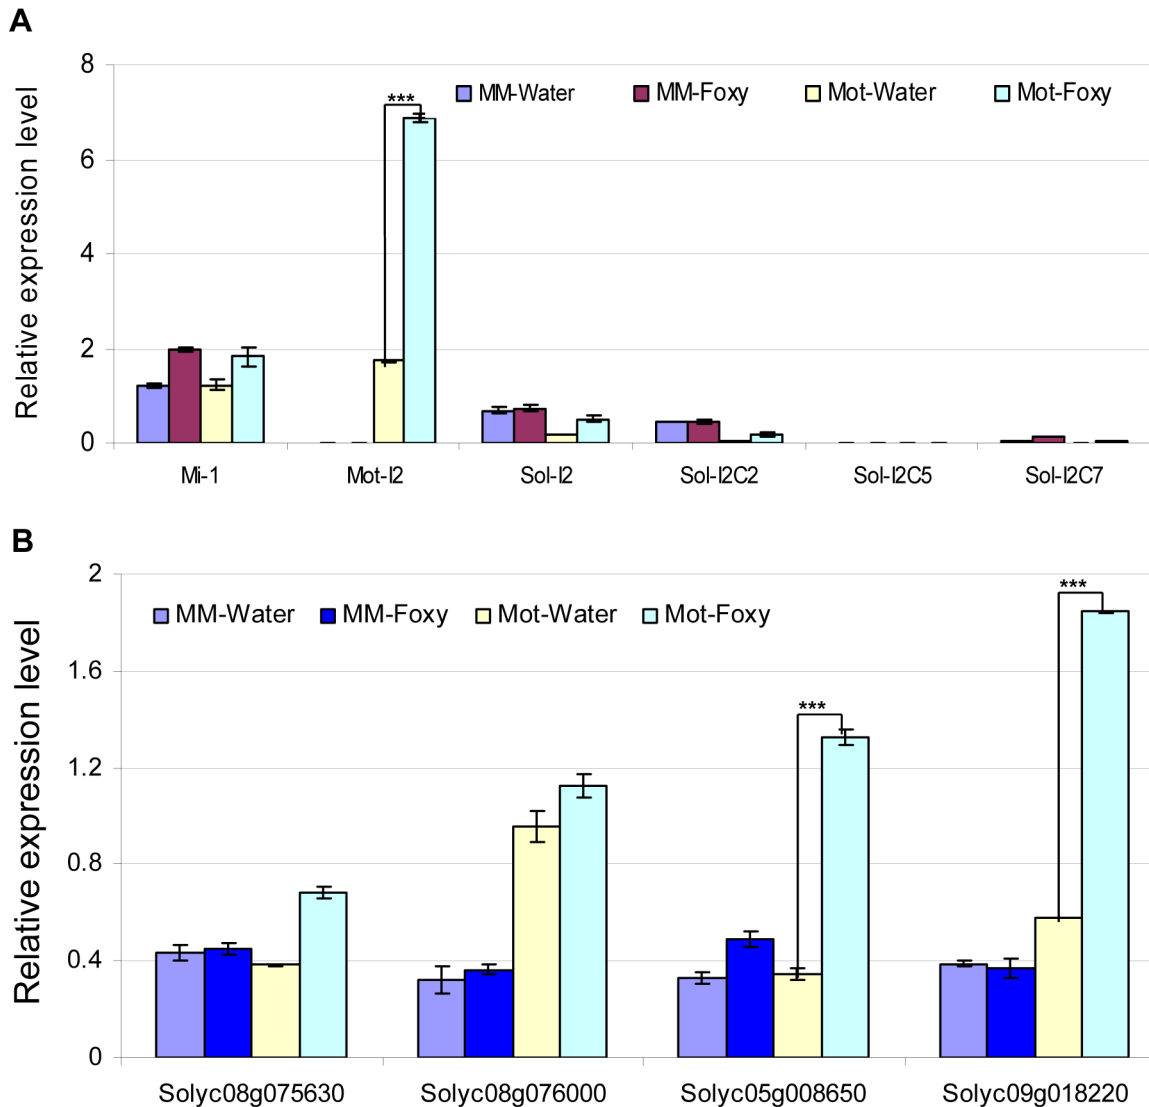 A
Relative expression level
8
6
4
2
0
MM-Water MM-Foxy Mot-Water Mot-Foxy
***
Mi-1 Mot-I2 Sol-I2 Sol-I2C2 Sol-I2C5 Sol-I2C7
B
Relative expression level
2
1.6
1.2
0.8
0.4
0
MM-Water MM-Foxy Mot-Water Mot-Foxy
***
***
Solyc08g075630 Solyc08g076000 Solyc05g008650 Solyc09g018220